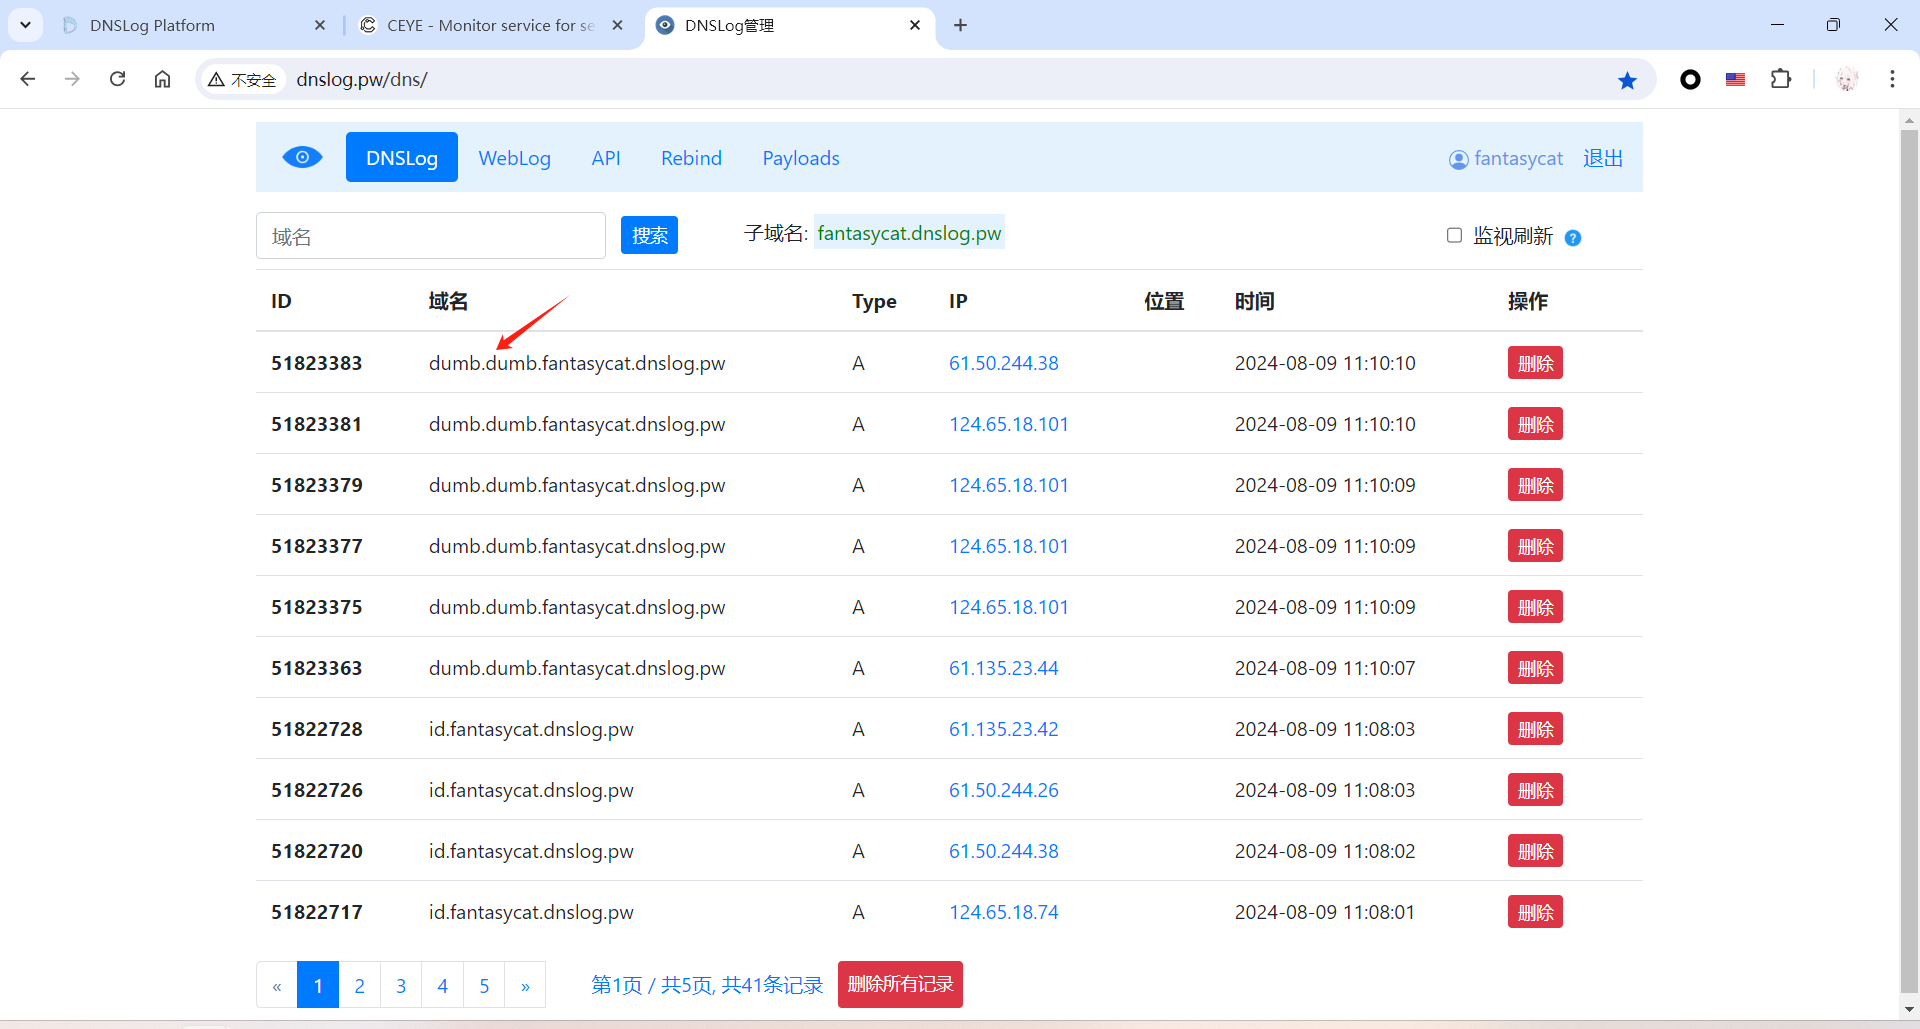 DNSLog Platform
CEYE - Monitor service for se
DNSLog管理
不安全
dnslog.pw/dns/
DNSLog WebLog API Rebind Payloads fantasycat 退出
域名 搜索 子域名: fantasycat.dnslog.pw 监视刷新 ?
ID 域名 Type IP 位置 时间 操作
51823383 dumb.dumb.fantasycat.dnslog.pw A 61.50.244.38 2024-08-09 11:10:10 删除
51823381 dumb.dumb.fantasycat.dnslog.pw A 124.65.18.101 2024-08-09 11:10:10 删除
51823379 dumb.dumb.fantasycat.dnslog.pw A 124.65.18.101 2024-08-09 11:10:09 删除
51823377 dumb.dumb.fantasycat.dnslog.pw A 124.65.18.101 2024-08-09 11:10:09 删除
51823375 dumb.dumb.fantasycat.dnslog.pw A 124.65.18.101 2024-08-09 11:10:09 删除
51823363 dumb.dumb.fantasycat.dnslog.pw A 61.135.23.44 2024-08-09 11:10:07 删除
51822728 id.fantasycat.dnslog.pw A 61.135.23.42 2024-08-09 11:08:03 删除
51822726 id.fantasycat.dnslog.pw A 61.50.244.26 2024-08-09 11:08:03 删除
51822720 id.fantasycat.dnslog.pw A 61.50.244.38 2024-08-09 11:08:02 删除
51822717 id.fantasycat.dnslog.pw A 124.65.18.74 2024-08-09 11:08:01 删除
« 1 2 3 4 5 » 第1页 / 共5页, 共41条记录 删除所有记录